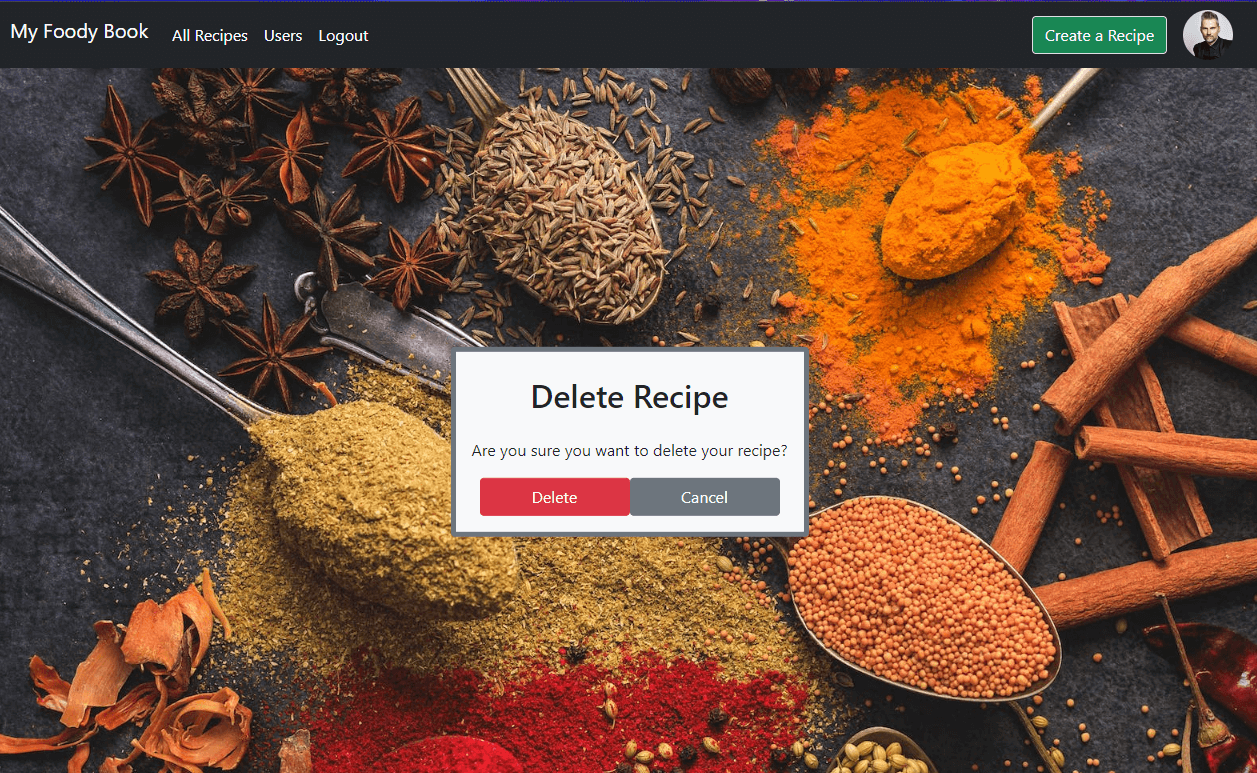 My Foody Book
All Recipes
Users
Logout
Create a Recipe
Delete Recipe
Are you sure you want to delete your recipe?
Delete
Cancel